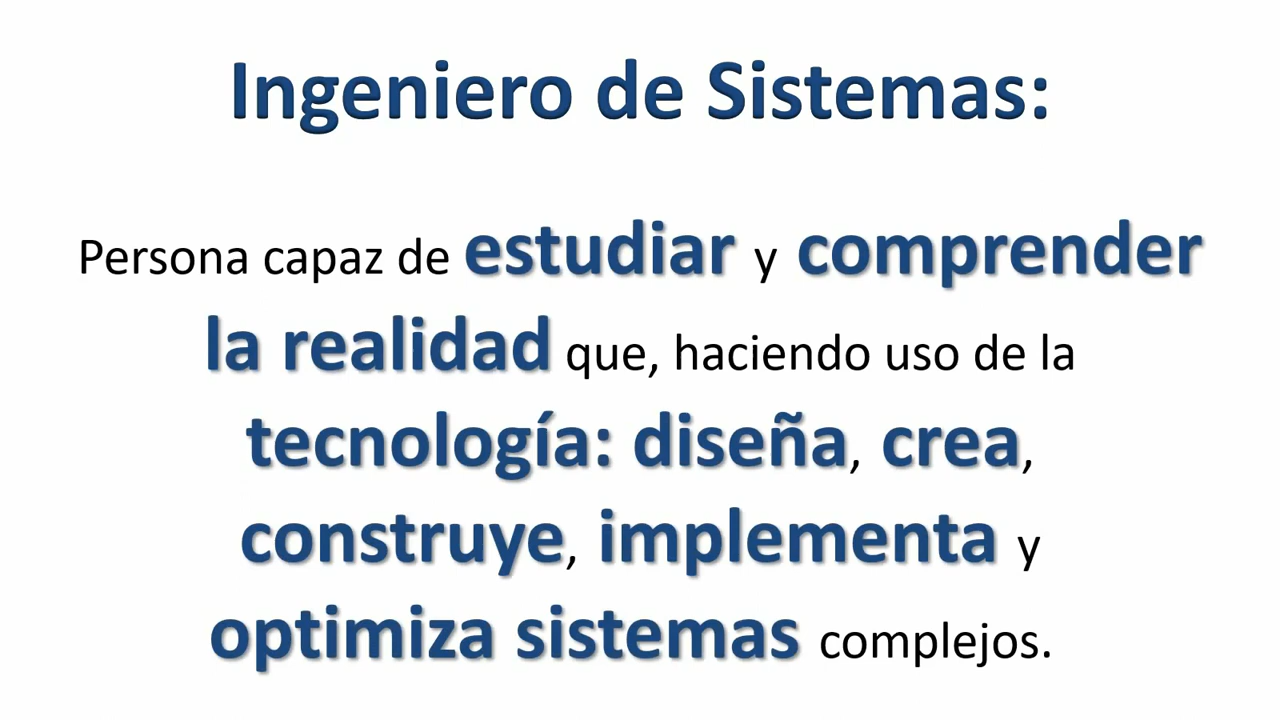 Ingeniero de Sistemas:
Persona capaz de estudiar y comprender
la realidad que, haciendo uso de la
tecnología: diseña, crea,
construye, implementa y
optimiza sistemas complejos.